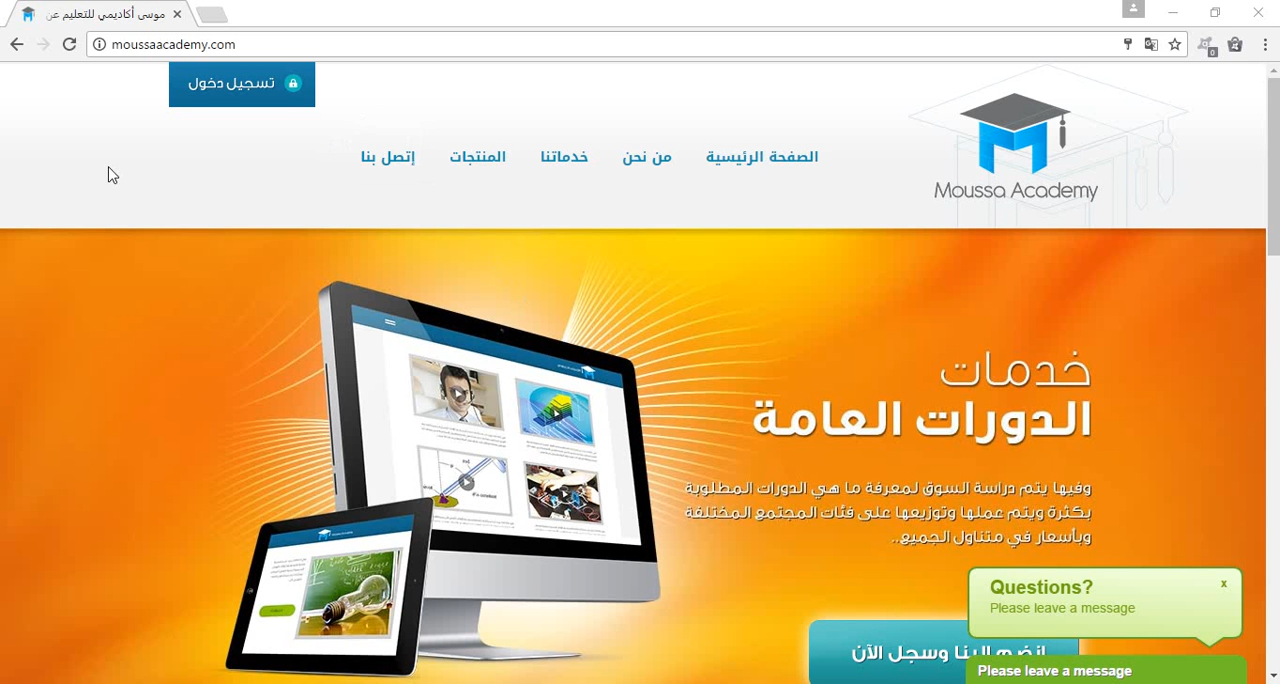 موسى أكاديمي للتعليم عن
moussaacademy.com
0
تسجيل دخول
الصفحة الرئيسية
من نحن
خدماتنا
المنتجات
إتصل بنا
Moussa Academy
خدمات
الدورات العامة
وفيها يتم دراسة السوق لمعرفة ما هي الدورات المطلوبة
بكثرة ويتم عملها وتوزيعها على فئات المجتمع المختلفة
وبأسعار في متناول الجميع..
إنضم إلينا وسجل الآن
Questions?
x
Please leave a message
Please leave a message